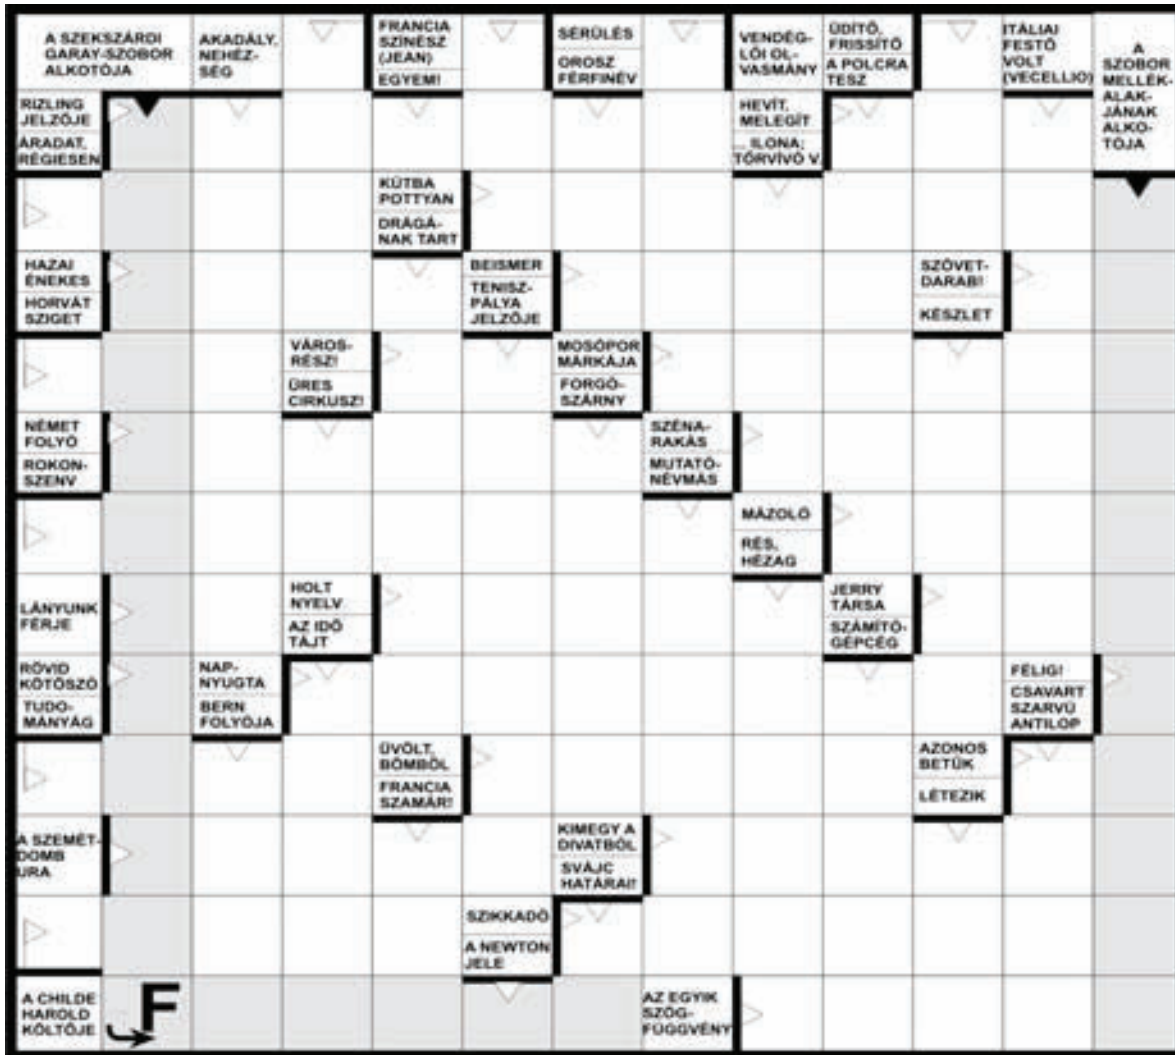 A SZEKSZÁRDI
GARAY-SZOBOR
ALKOTÓJA
AKADÁLY,
NEHÉZ-
SÉG
FRANCIA
SZÍNÉSZ
(JEAN)
EGYEM!
SÉRÜLÉS
OROSZ
FÉRFINÉV
VENDÉG-
LŐI OL-
VASMÁNY
ÜDÍTŐ,
FRISSÍTŐ
A POLCRA
TESZ
ITÁLIAI
FESTŐ
VOLT
(VECELLIO)
A
SZOBOR
MELLÉK-
ALAK-
JÁNAK
ALKO-
TÓJA
RIZLING
JELZŐJE
ÁRADAT,
RÉGIESEN
HEVÍT,
MELEGÍT
... ILONA;
TŐRVÍVÓ V.
KÚTBA
POTTYAN
DRÁGÁ-
NAK TART
HAZAI
ÉNEKES
HORVÁT
SZIGET
BEISMER
TENISZ-
PÁLYA
JELZŐJE
SZÖVET-
DARAB!
KÉSZLET
VÁROS-
RÉSZ!
ÜRES
CIRKUSZ!
MOSÓPOR
MÁRKÁJA
FORGÓ-
SZÁRNY
NÉMET
FOLYÓ
ROKON-
SZENV
SZÉNA-
RAKÁS
MUTATÓ-
NÉVMÁS
MÁZOLÓ
RÉS,
HÉZAG
LÁNYUNK
FÉRJE
HOLT
NYELV
AZ IDŐ
TÁJT
JERRY
TÁRSA
SZÁMÍTÓ-
GÉPCÉG
RÖVID
KÖTŐSZÓ
TUDO-
MÁNYÁG
NAP-
NYUGTA
BERN
FOLYÓJA
FÉLIG!
CSAVART
SZARVÚ
ANTILOP
ÜVÖLT,
BÖMBÖL
FRANCIA
SZAMÁR!
AZONOS
BETŰK
LÉTEZIK
A SZEMÉT-
DOMB
URA
KIMEGY A
DIVATBÓL
SVÁJC
HATÁRAI!
SZIKKADÓ
A NEWTON
JELE
A CHILDE
HAROLD
KÖLTŐJE
F
AZ EGYIK
SZÖG-
FÜGGVÉNY